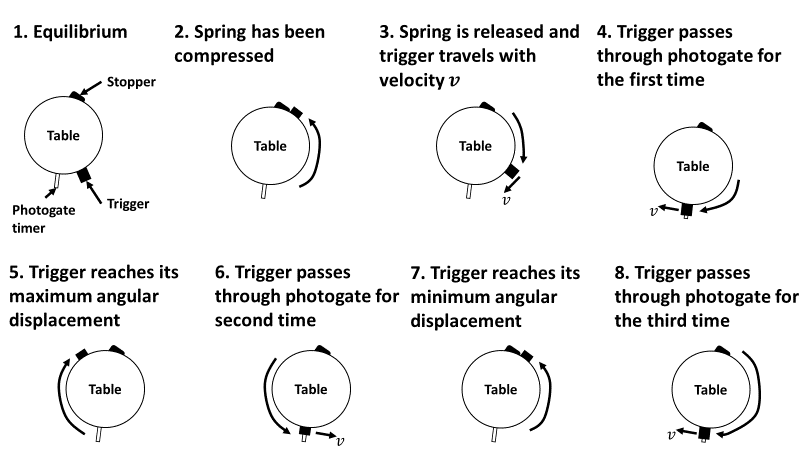 1. Equilibrium
Stopper
Table
Photogate
timer
Trigger
2. Spring has been
compressed
Table
3. Spring is released and
trigger travels with
velocity v
Table
v
4. Trigger passes
through photogate for
the first time
Table
v
5. Trigger reaches its
maximum angular
displacement
Table
6. Trigger passes
through photogate for
second time
Table
v
7. Trigger reaches its
minimum angular
displacement
Table
8. Trigger passes
through photogate for
the third time
Table
v